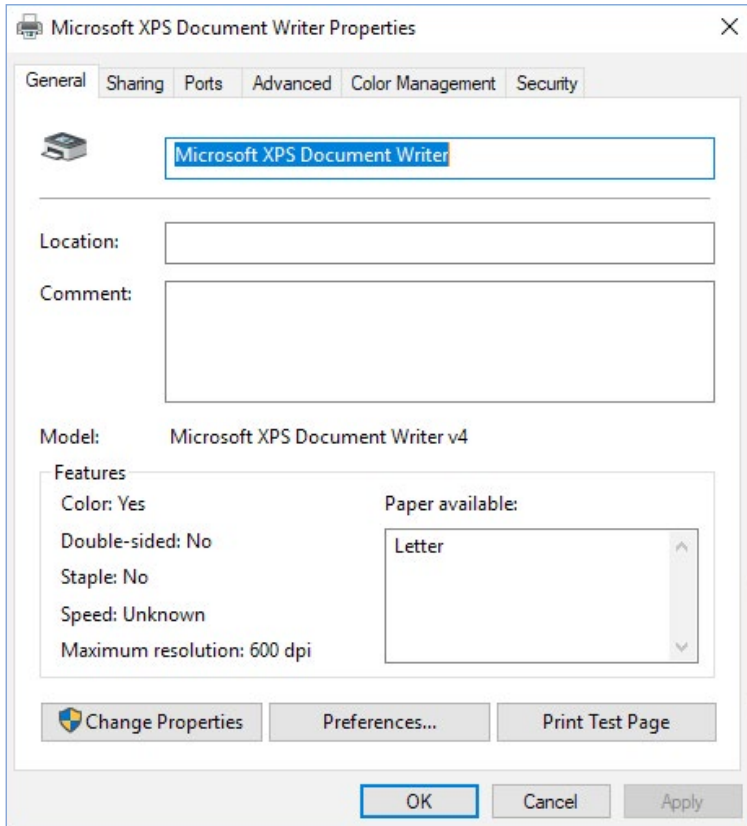 Microsoft XPS Document Writer Properties
General Sharing Ports Advanced Color Management Security
Microsoft XPS Document Writer
Location:
Comment:
Model: Microsoft XPS Document Writer v4
Features
Color: Yes Paper available:
Double-sided: No Letter
Staple: No
Speed: Unknown
Maximum resolution: 600 dpi
Change Properties Preferences... Print Test Page
OK Cancel Apply